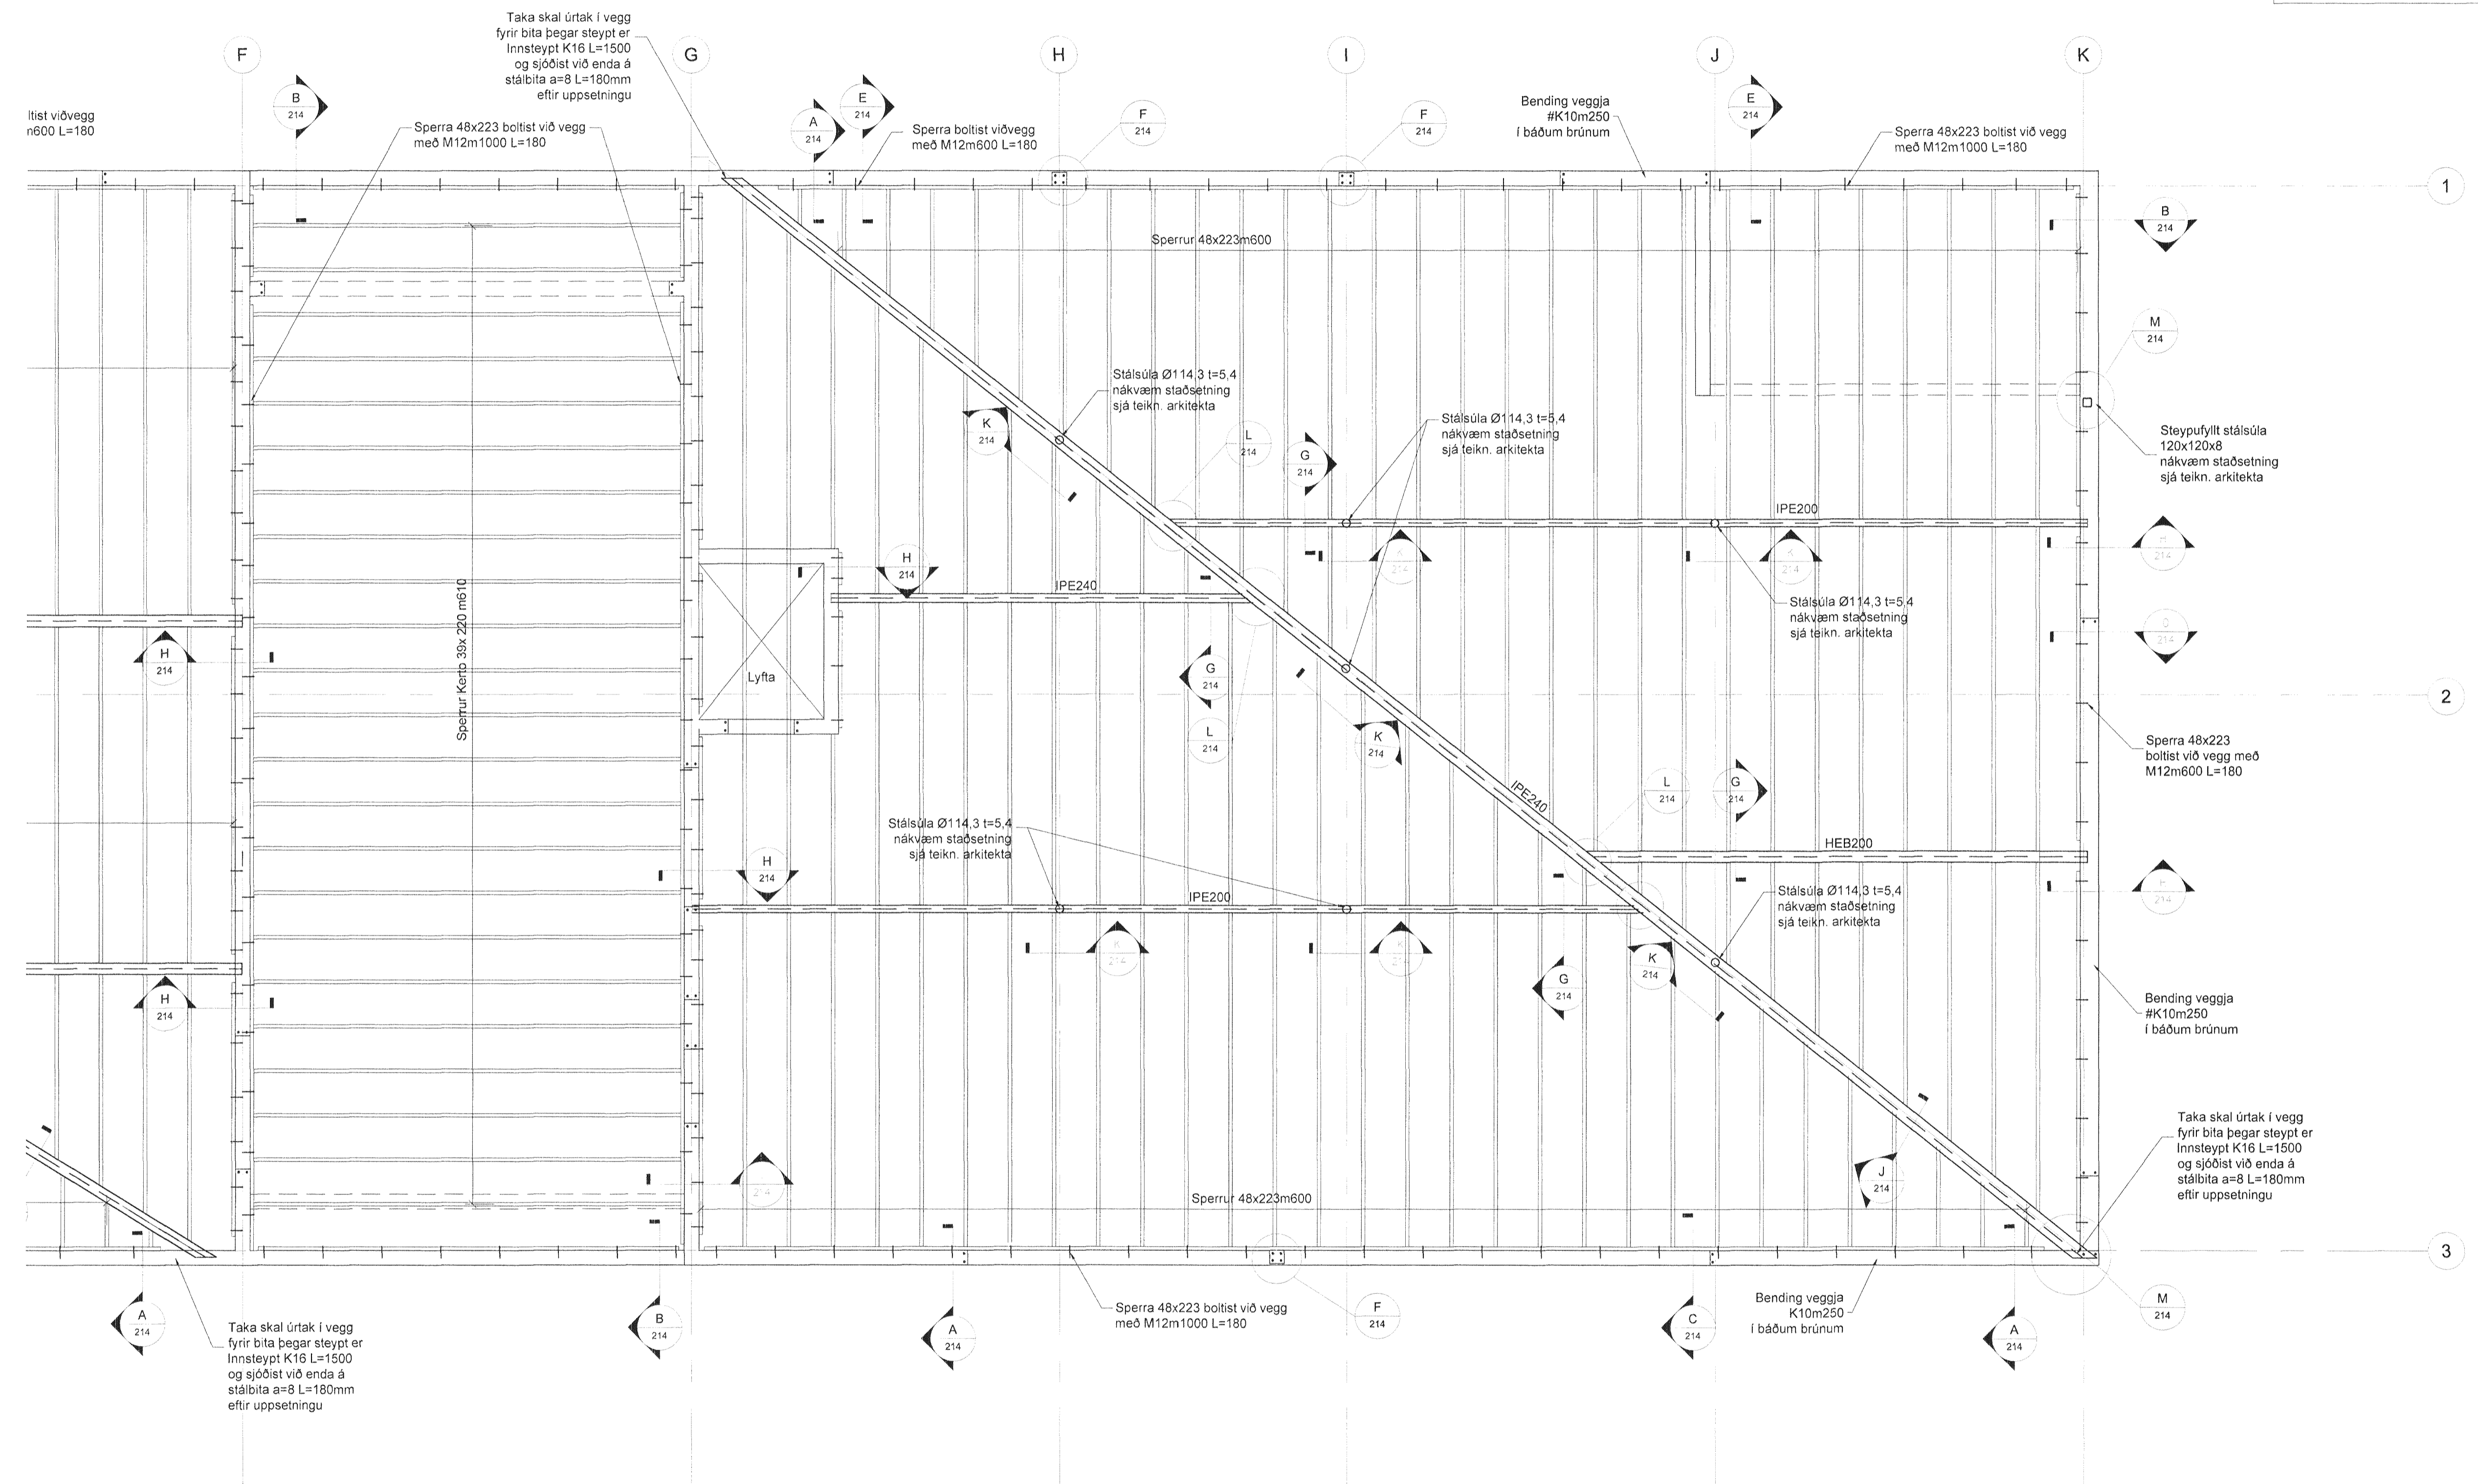 Taka skal úrtak í vegg
fyrir bita þegar steypt er
Innsteypt K16 L=1500
og sjóðist við enda á
stálbita a=8 L=180mm
eftir uppsetningu
F
G
H
I
J
K
ltist viðvegg
n600 L=180
B
214
Sperra 48x223 boltist við vegg
með M12m1000 L=180
A
214
E
214
Sperra boltist viðvegg
með M12m600 L=180
F
214
F
214
Bending veggja
#K10m250
í báðum brúnum
E
214
Sperra 48x223 boltist við vegg
með M12m1000 L=180
1
B
214
Sperrur 48x223m600
M
214
Stálsúla Ø114,3 t=5,4
nákvæm staðsetning
sjá teikn. arkitekta
K
214
L
214
G
214
Stálsúla Ø114,3 t=5,4
nákvæm staðsetning
sjá teikn. arkitekta
Steypufyllt stálsúla
120x120x8
nákvæm staðsetning
sjá teikn. arkitekta
IPE200
H
214
H
214
IPE240
K
214
K
214
Stálsúla Ø114,3 t=5,4
nákvæm staðsetning
sjá teikn. arkitekta
214
Sperrur Kerto 39x 220 m610
H
214
Lyfta
G
214
L
214
K
214
2
Sperra 48x223
boltist við vegg með
M12m600 L=180
IPE240
L
214
G
214
Stálsúla Ø114,3 t=5,4
nákvæm staðsetning
sjá teikn. arkitekta
HEB200
H
214
IPE200
214
Stálsúla Ø114,3 t=5,4
nákvæm staðsetning
sjá teikn. arkitekta
H
214
K
214
K
214
G
214
K
214
Bending veggja
#K10m250
í báðum brúnum
214
J
214
Sperrur 48x223m600
Taka skal úrtak í vegg
fyrir bita þegar steypt er
Innsteypt K16 L=1500
og sjóðist við enda á
stálbita a=8 L=180mm
eftir uppsetningu
3
A
214
Taka skal úrtak í vegg
fyrir bita þegar steypt er
Innsteypt K16 L=1500
og sjóðist við enda á
stálbita a=8 L=180mm
eftir uppsetningu
B
214
A
214
Sperra 48x223 boltist við vegg
með M12m1000 L=180
F
214
C
214
Bending veggja
K10m250
í báðum brúnum
A
214
M
214